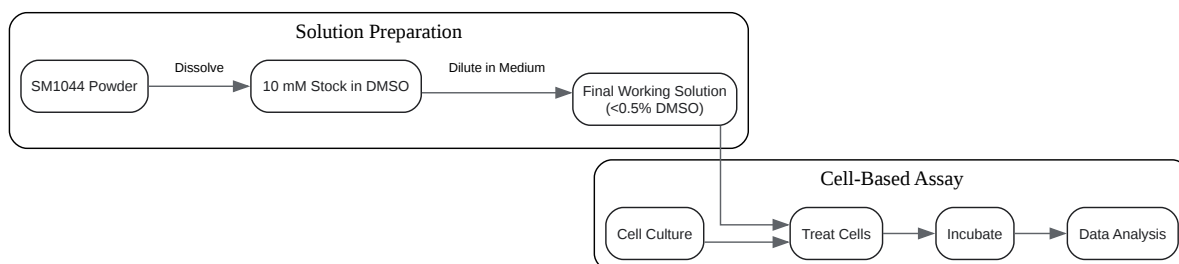 Solution Preparation
Dissolve
Dilute in Medium
SM1044 Powder
10 mM Stock in DMSO
Final Working Solution
(<0.5% DMSO)
Cell-Based Assay
Cell Culture
Treat Cells
Incubate
Data Analysis